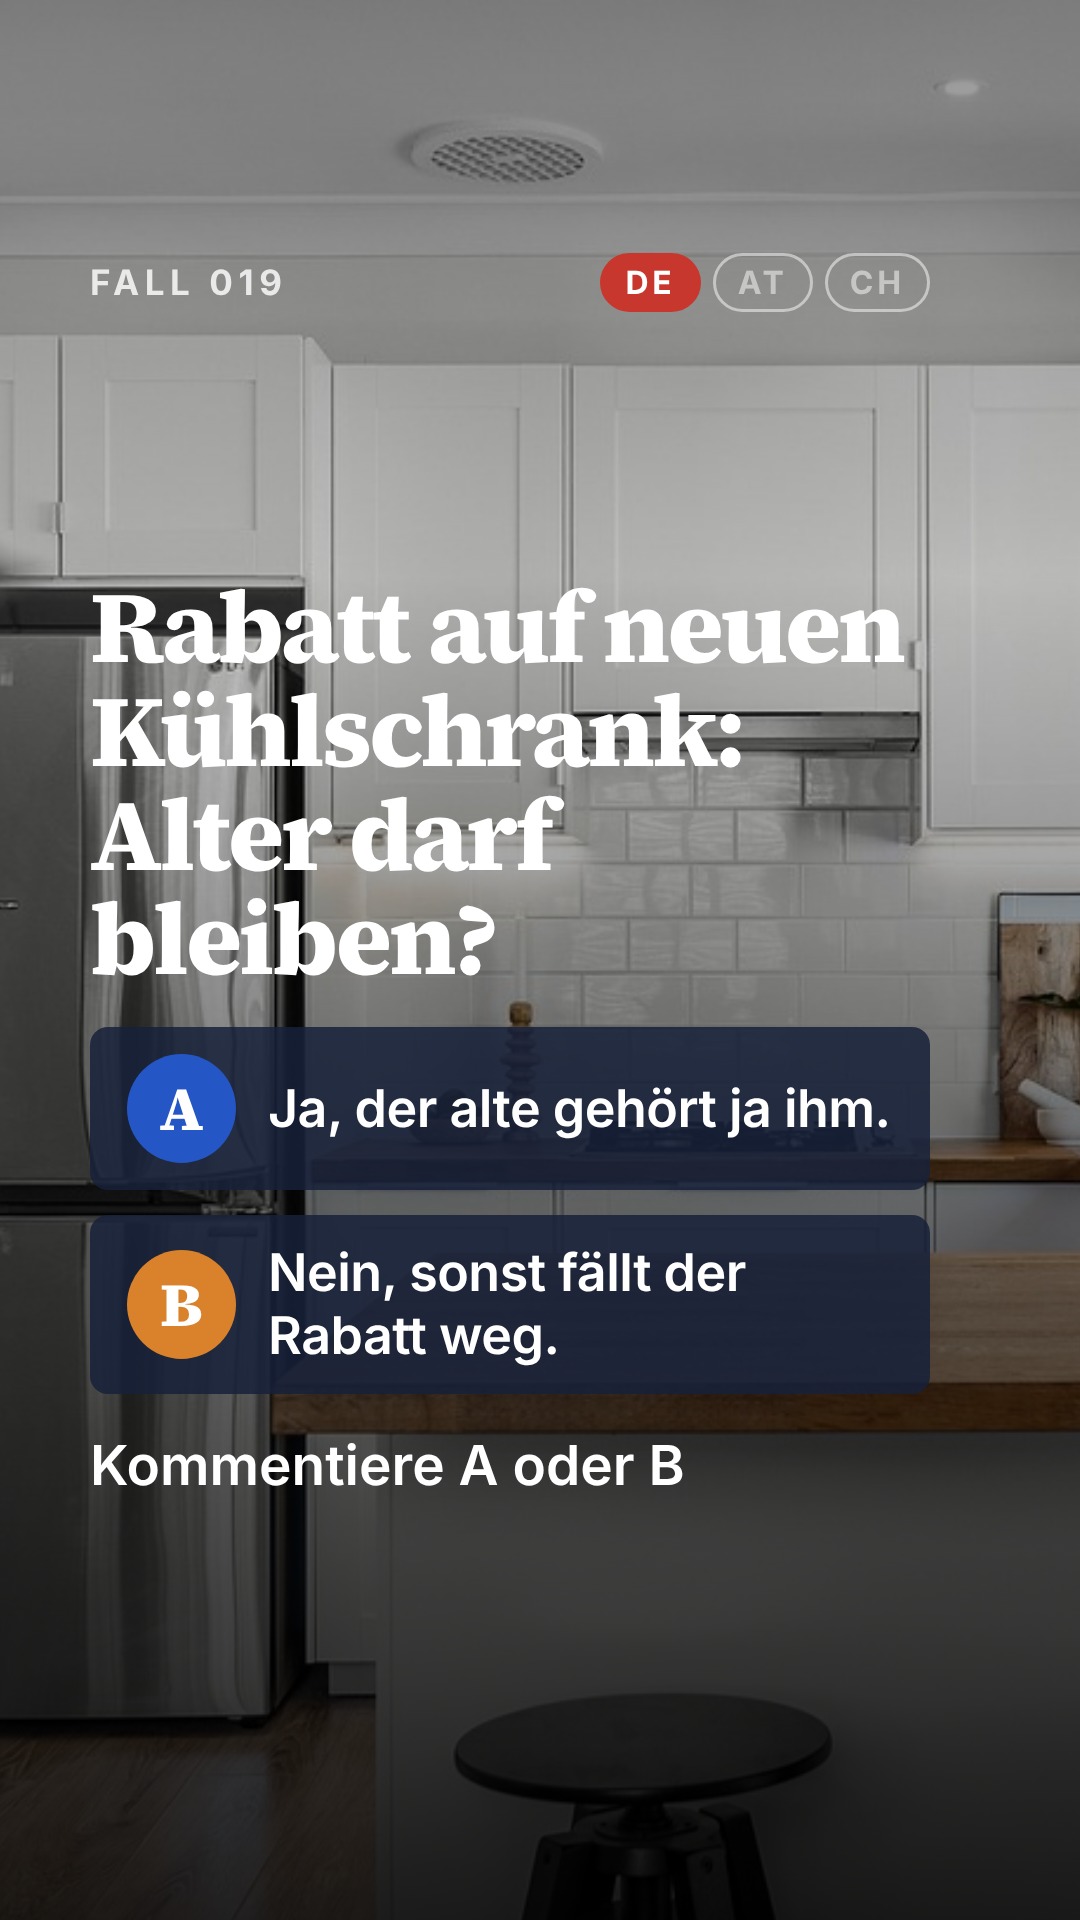 FALL 019
DE AT CH
Rabatt auf neuen
Kühlschrank:
Alter darf
bleiben?
A Ja, der alte gehört ja ihm.
B Nein, sonst fällt der
Rabatt weg.
Kommentiere A oder B